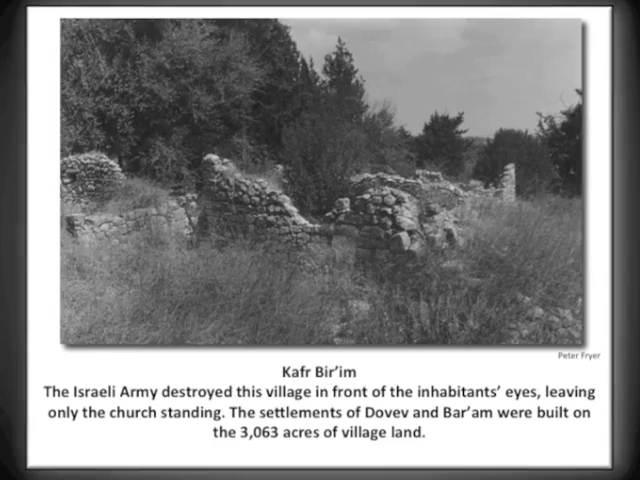 Peter Fryer
Kafr Bir'im
The Israeli Army destroyed this village in front of the inhabitants' eyes, leaving
only the church standing. The settlements of Dovev and Bar'am were built on
the 3,063 acres of village land.